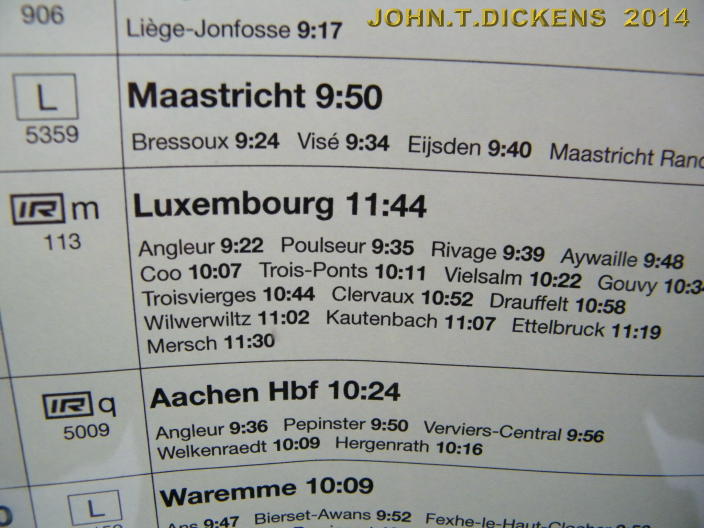 JOHN.T.DICKENS 2014
906
Liège-Jonfosse 9:17
L
5359
Maastricht 9:50
Bressoux 9:24 Visé 9:34 Eijsden 9:40 Maastricht Ranc
IR m
113
Luxembourg 11:44
Angleur 9:22 Poulseur 9:35 Rivage 9:39 Aywaille 9:48
Coo 10:07 Trois-Ponts 10:11 Vielsalm 10:22 Gouvy 10:34
Troisvierges 10:44 Clervaux 10:52 Drauffelt 10:58
Wilwerwiltz 11:02 Kautenbach 11:07 Ettelbruck 11:19
Mersch 11:30
IR q
5009
Aachen Hbf 10:24
Angleur 9:36 Pepinster 9:50 Verviers-Central 9:56
Welkenraedt 10:09 Hergenrath 10:16
L
Waremme 10:09
Ans 9:47 Bierset-Awans 9:52 Fexhe-le-Haut-Clocher